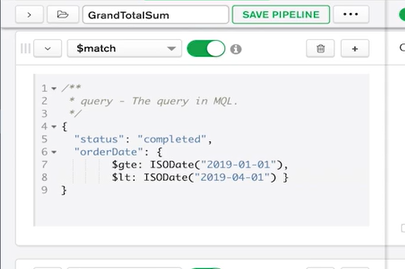 GrandTotalSum
SAVE PIPELINE
$match
1 /**
2 * query - The query in MQL.
3 */
4 {
5 "status": "completed",
6 "orderDate": {
7 $gte: ISODate("2019-01-01"),
8 $lt: ISODate("2019-04-01") }
9 }